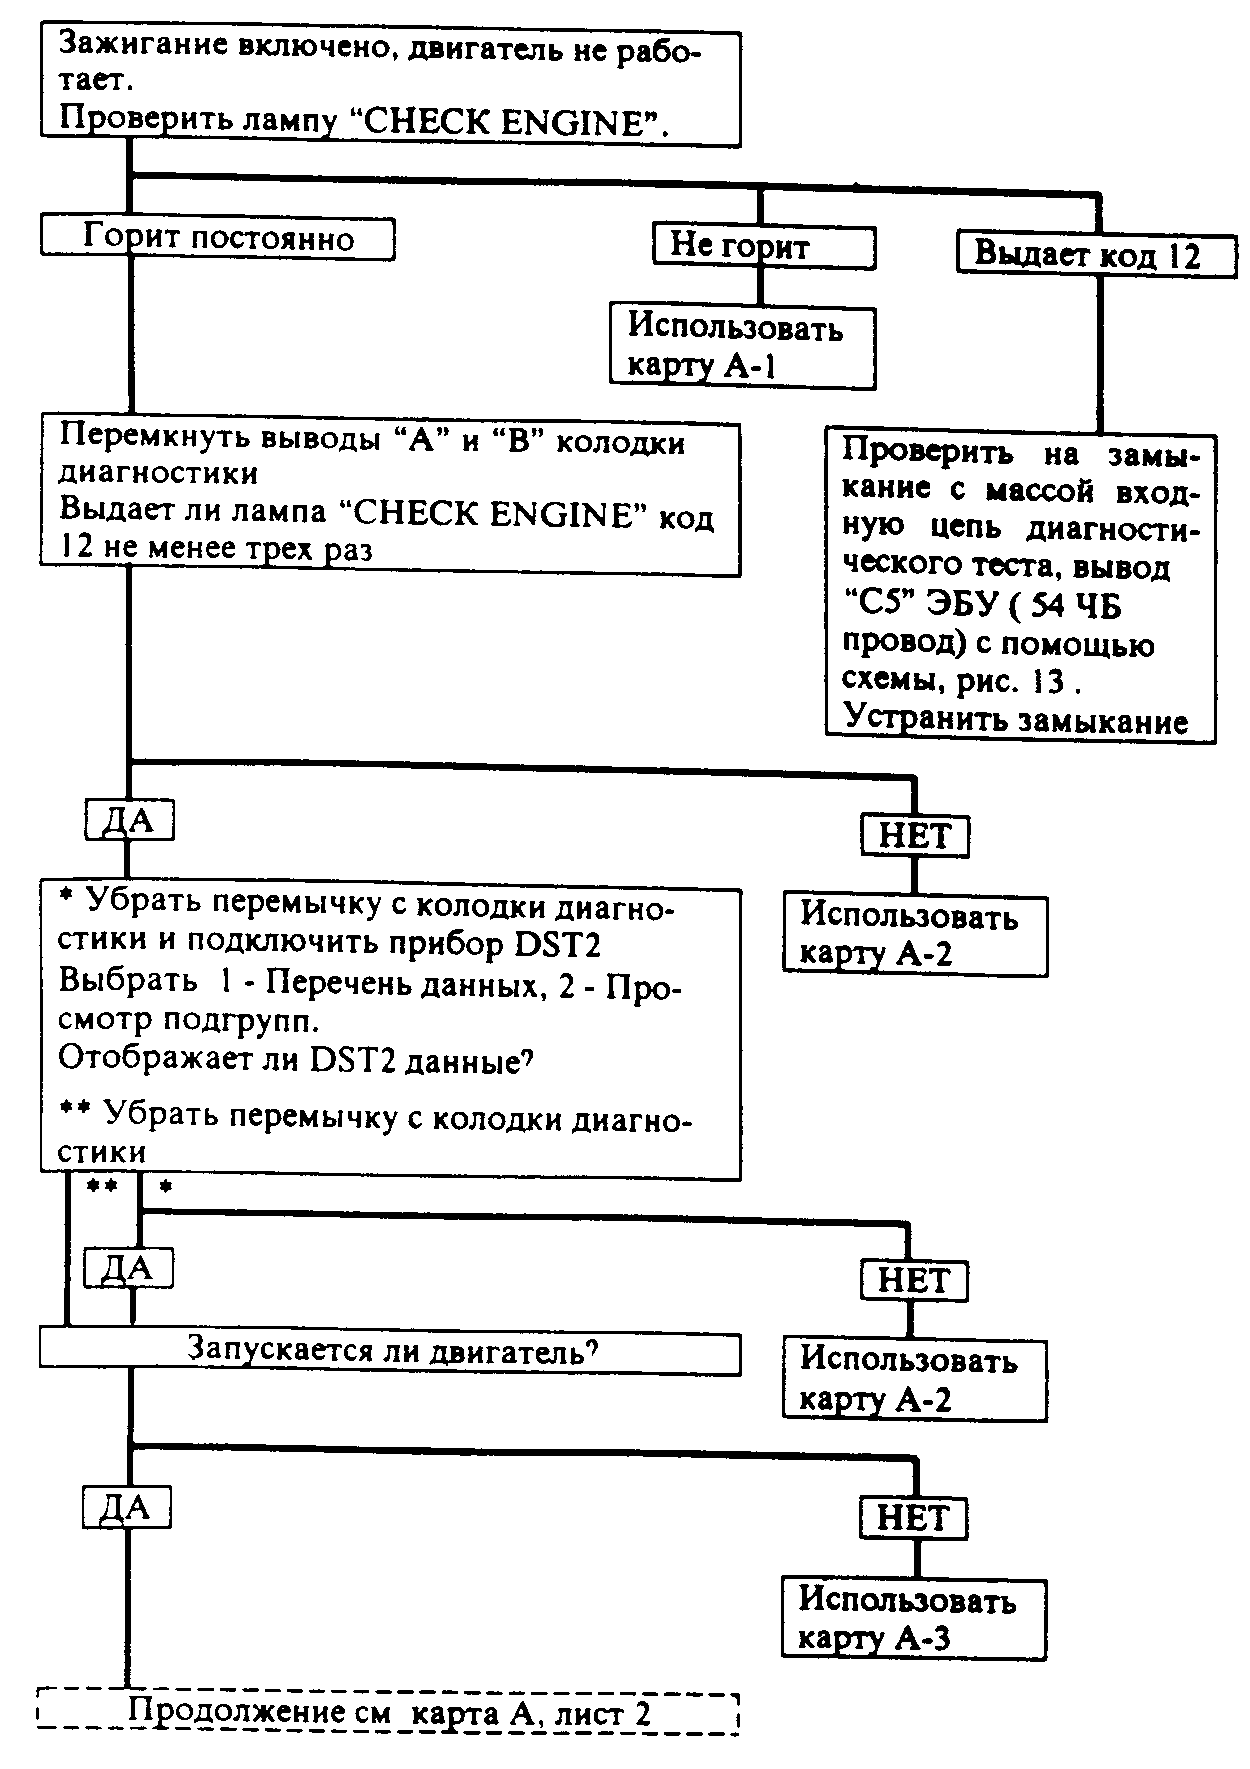 Зажигание включено, двигатель не рабо-
тает.
Проверить лампу “CHECK ENGINE”.
Горит постоянно
Не горит
Выдает код 12
Использовать
карту А-1
Перемкнуть выводы “А” и “В” колодки
диагностики
Выдает ли лампа “CHECK ENGINE” код
12 не менее трех раз
Проверить на замы-
кание с массой вход-
ную цепь диагности-
ческого теста, вывод
“С5” ЭБУ ( 54 ЧБ
провод) с помощью
схемы, рис. 13 .
Устранить замыкание
ДА
НЕТ
* Убрать перемычку с колодки диагно-
стики и подключить прибор DST2
Выбрать 1 - Перечень данных, 2 - Про-
смотр подгрупп.
Отображает ли DST2 данные?
** Убрать перемычку с колодки диагно-
стики
Использовать
карту А-2
** *
ДА
НЕТ
Запускается ли двигатель?
Использовать
карту А-2
ДА
НЕТ
Использовать
карту А-3
Продолжение см карта А, лист 2